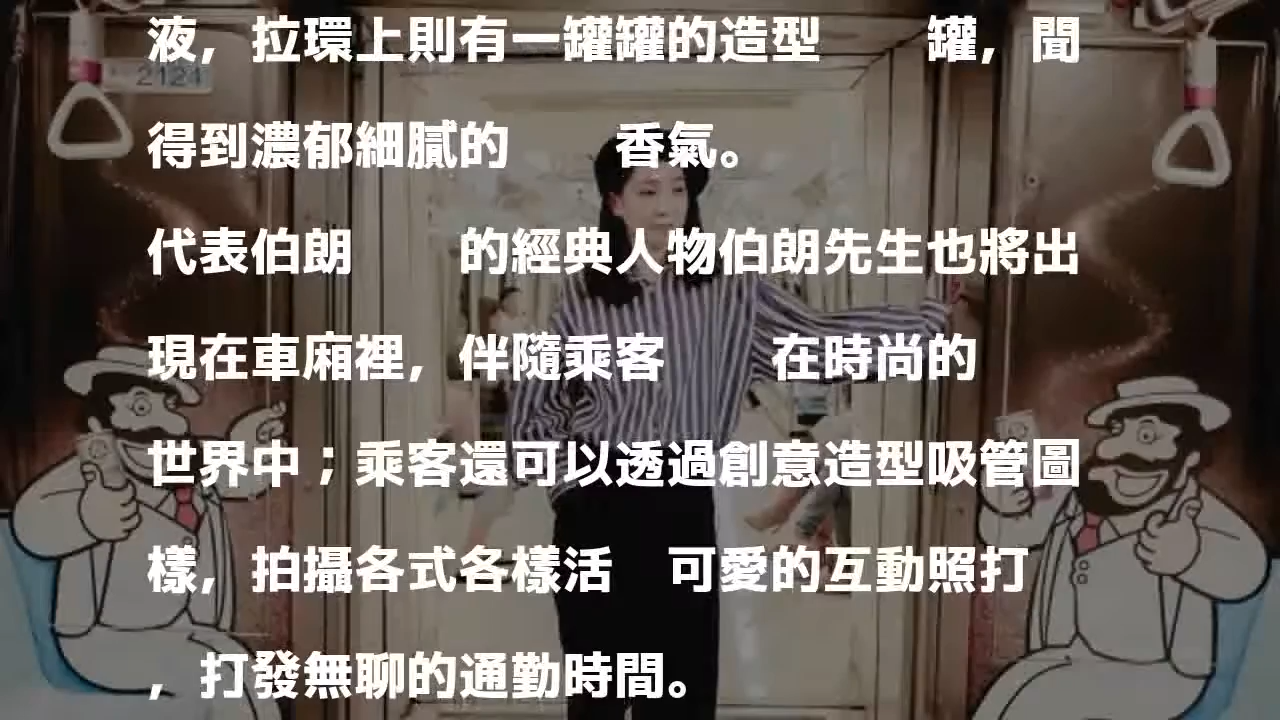 液，拉環上則有一罐罐的造型　　罐，聞
得到濃郁細膩的　　香氣。
代表伯朗　　的經典人物伯朗先生也將出
現在車廂裡，伴隨乘客　　在時尚的
世界中；乘客還可以透過創意造型吸管圖
樣，拍攝各式各樣活　可愛的互動照打
，打發無聊的通勤時間。
2124